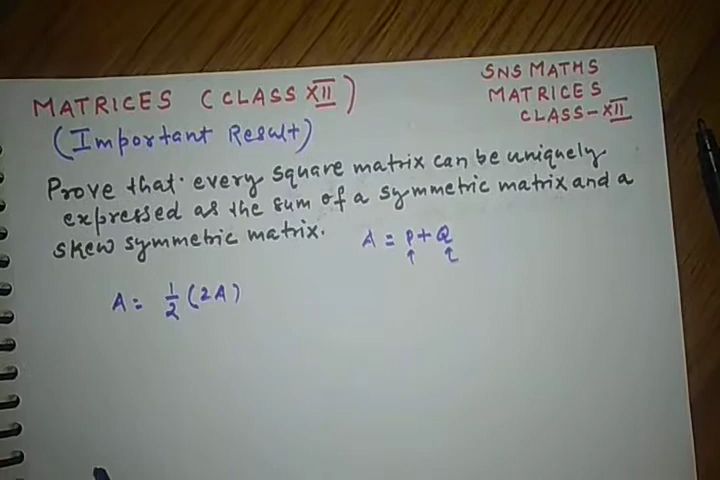 MATRICES (CLASS XII)
(Important Result)
SNS MATHS
MATRICES
CLASS-XII
Prove that every square matrix can be uniquely
expressed as the sum of a symmetric matrix and a
skew symmetric matrix.
A = P + Q
↑ ↑
A = 1/2 (2A)